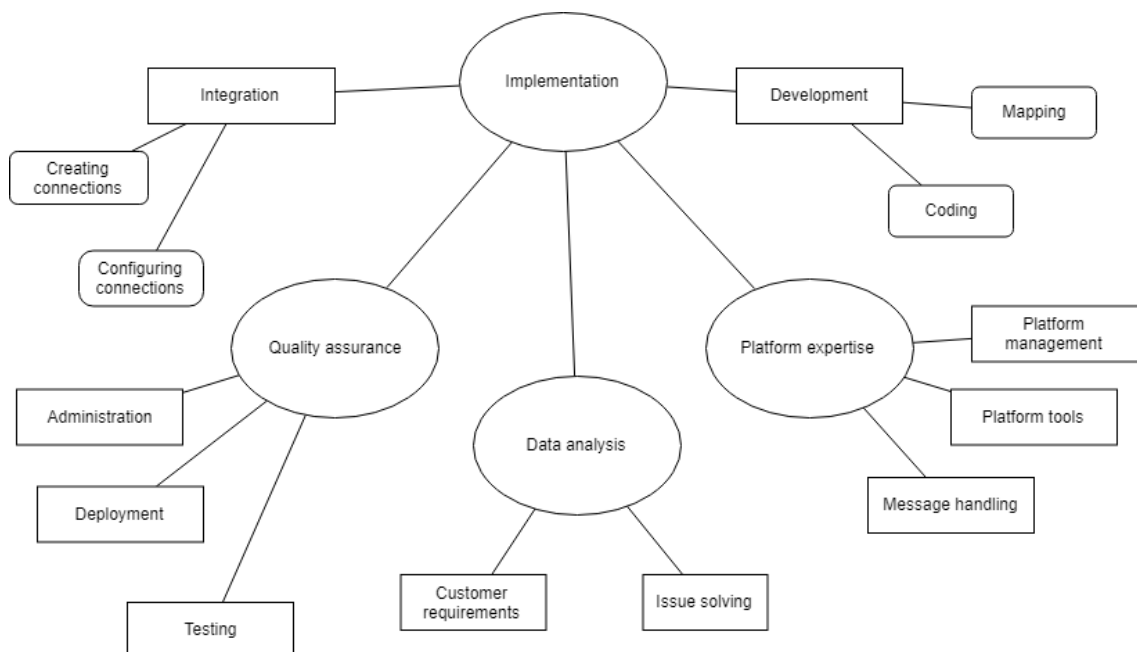 Implementation
Integration
Development
Mapping
Creating
connections
Coding
Configuring
connections
Quality assurance
Platform expertise
Platform
management
Administration
Platform tools
Data analysis
Deployment
Message handling
Customer
requirements
Issue solving
Testing